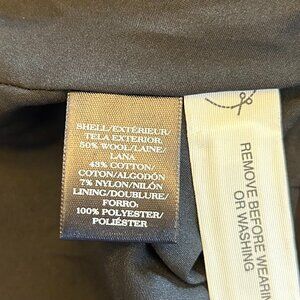 SHELL/EXTÉRIEUR/
TELA EXTERIOR:
50% WOOL/LAINE/
LANA
43% COTTON/
COTON/ALGODÓN
7% NYLON/NILÓN
LINING/DOUBLURE/
FORRO:
100% POLYESTER/
POLIÉSTER
REMOVE BEFORE WEARING
OR WASHING